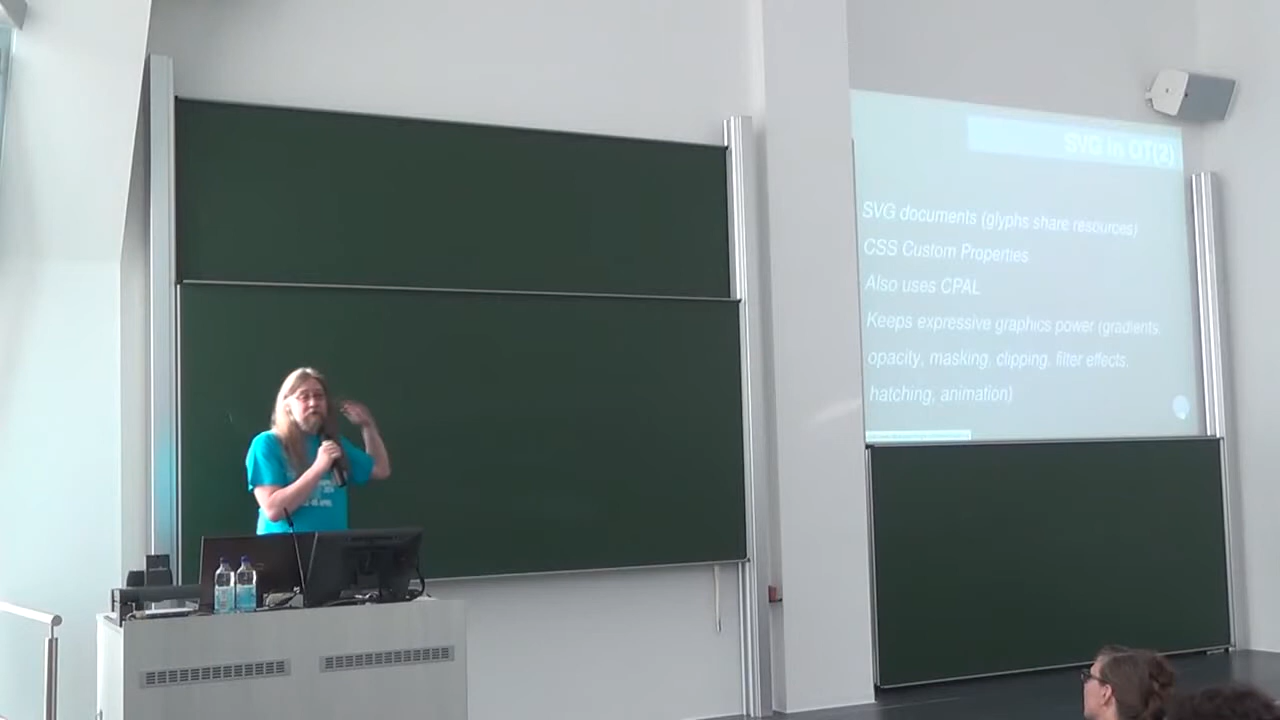 SVG in OT(2)
SVG documents (glyphs share resources)
CSS Custom Properties
Also uses CPAL
Keeps expressive graphics power (gradients,
opacity, masking, clipping, filter effects,
hatching, animation)